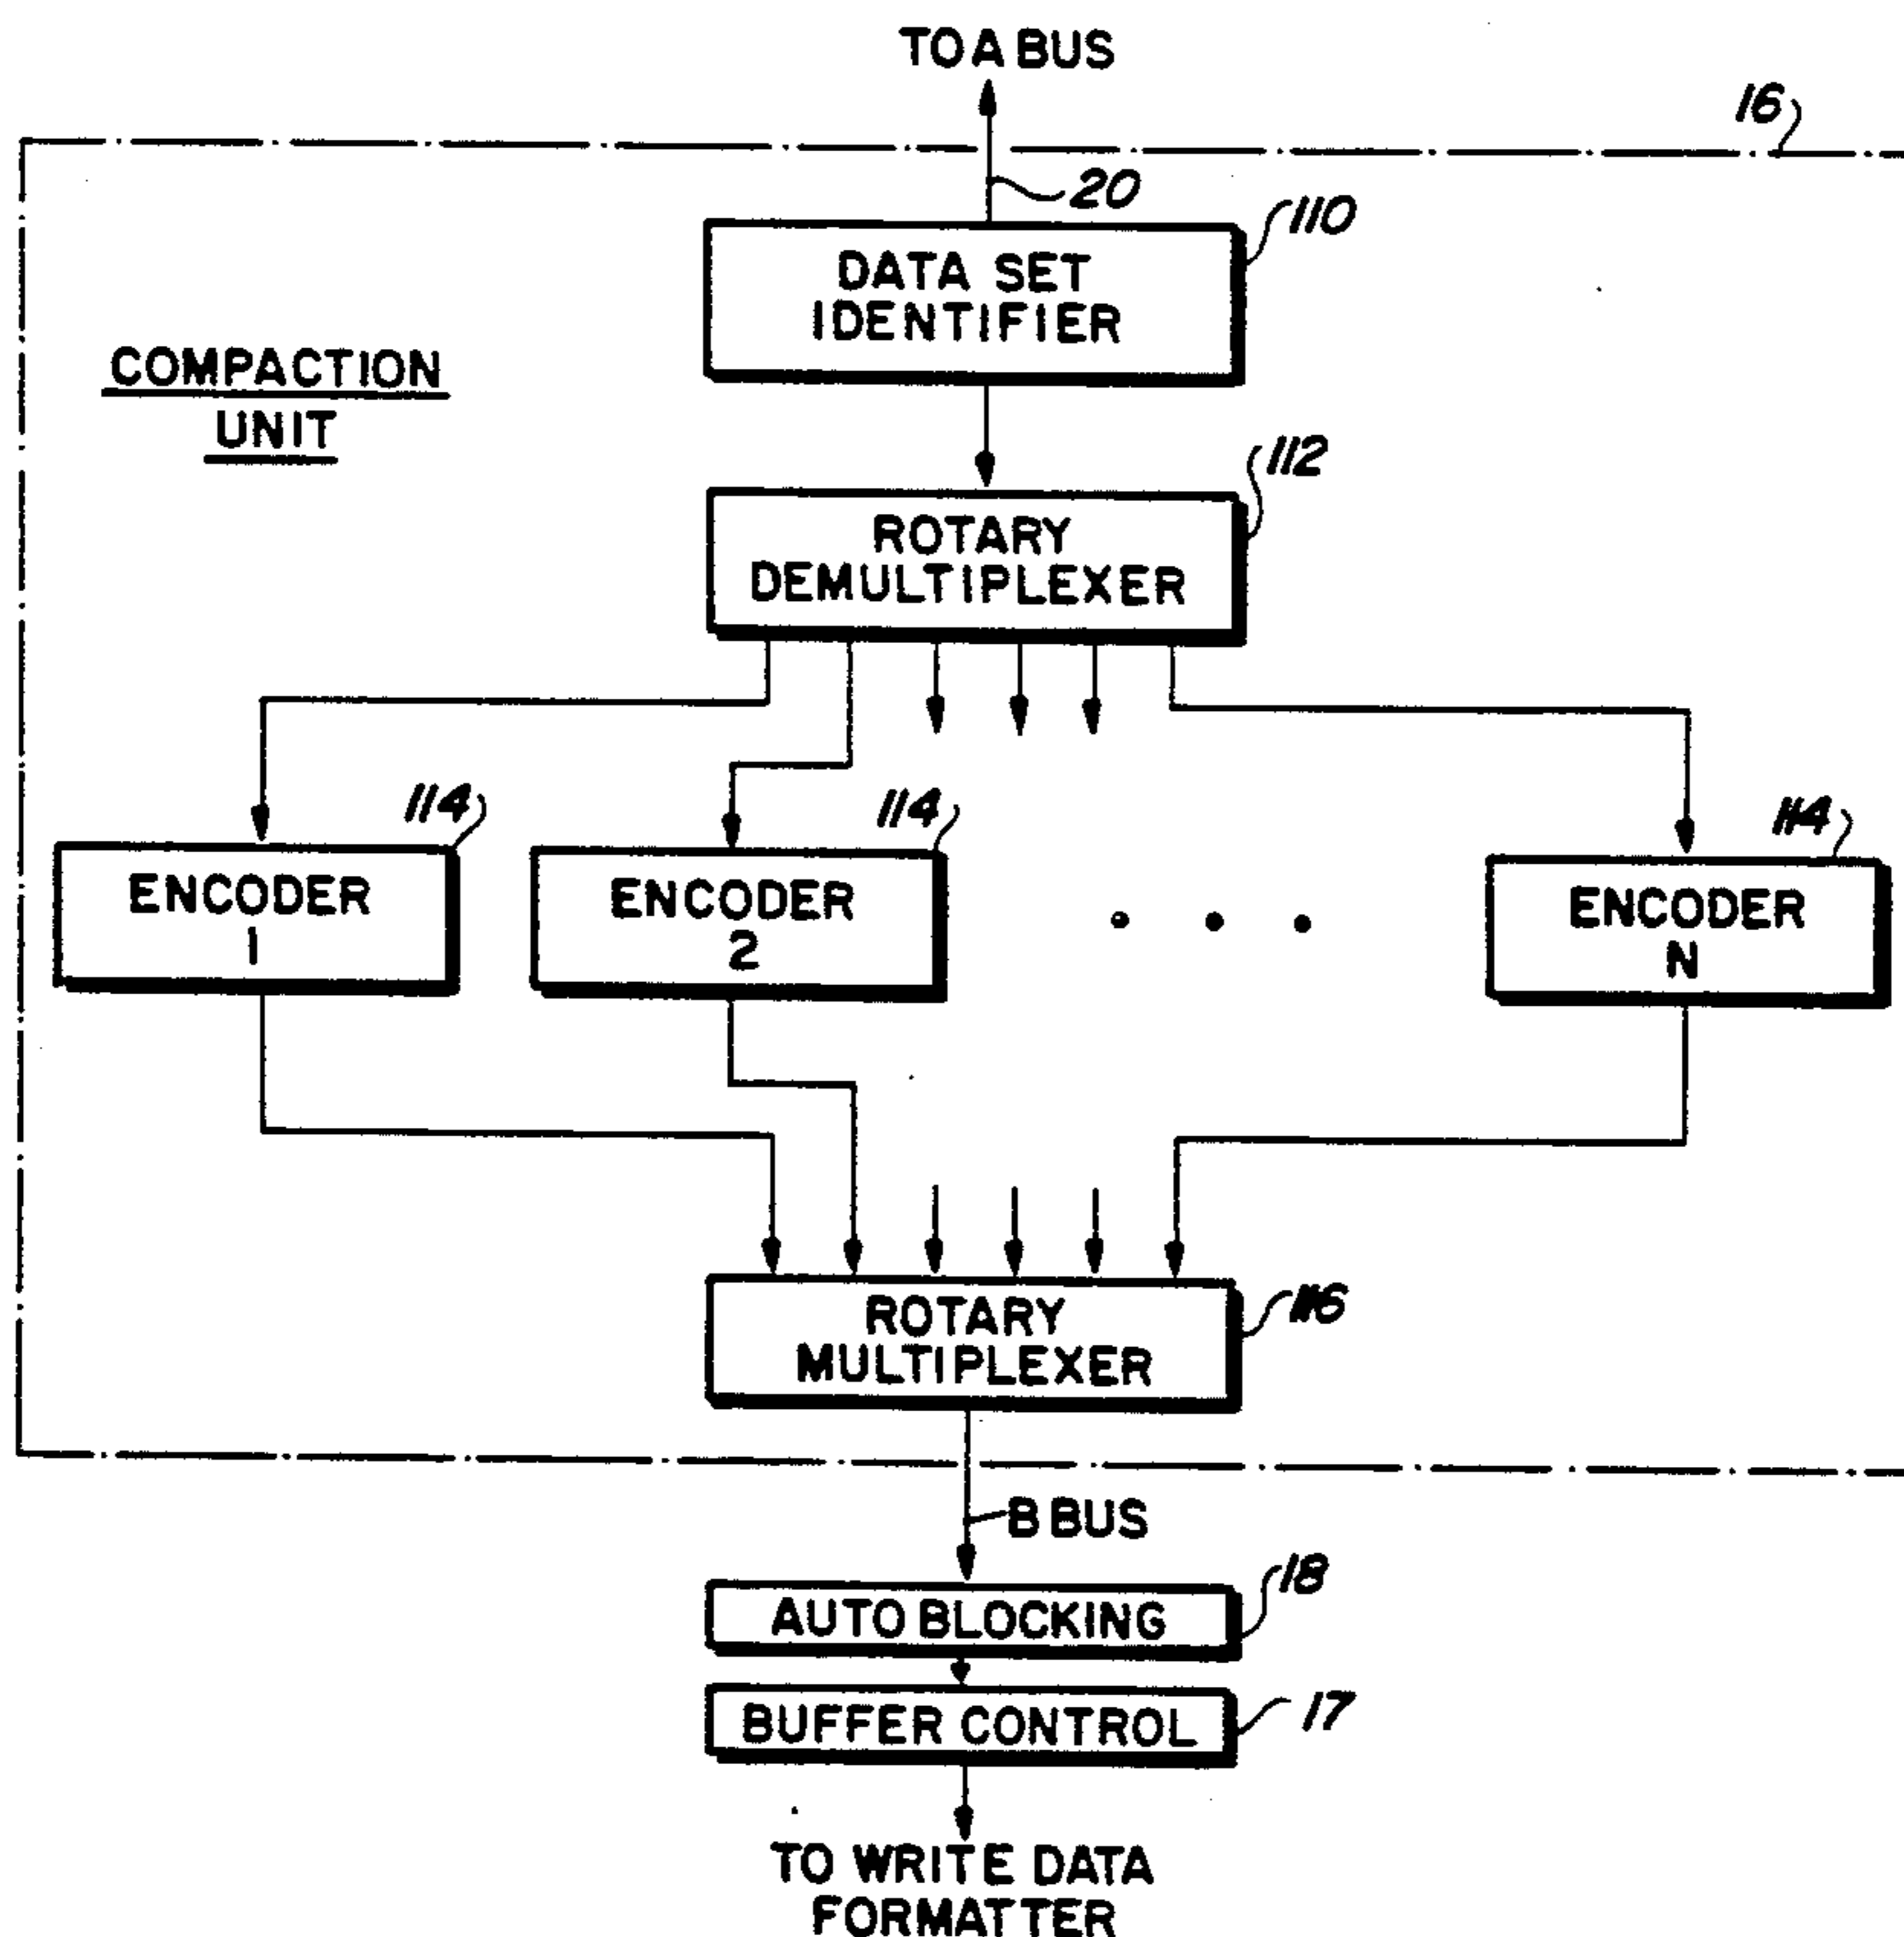 TO A BUS
16
20
110
DATA SET
IDENTIFIER
COMPACTION
UNIT
112
ROTARY
DEMULTIPLEXER
114
114
114
ENCODER
1
ENCODER
2
ENCODER
N
116
ROTARY
MULTIPLEXER
B BUS
18
AUTO BLOCKING
17
BUFFER CONTROL
TO WRITE DATA
FORMATTER